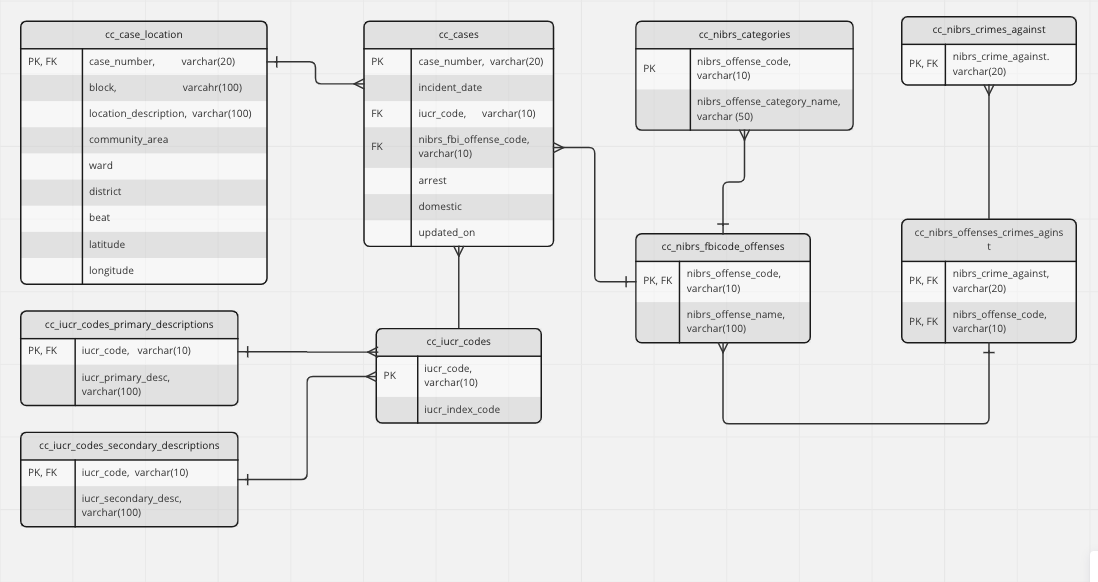 cc_case_location
PK, FK case_number, varchar(20)
block, varcahr(100)
location_description, varchar(100)
community_area
ward
district
beat
latitude
longitude
cc_cases
PK case_number, varchar(20)
incident_date
FK iucr_code, varchar(10)
FK nibrs_fbi_offense_code,
varchar(10)
arrest
domestic
updated_on
cc_nibrs_categories
PK nibrs_offense_code,
varchar(10)
nibrs_offense_category_name,
varchar (50)
cc_nibrs_crimes_against
PK, FK nibrs_crime_against.
varchar(20)
cc_iucr_codes_primary_descriptions
PK, FK iucr_code, varchar(10)
iucr_primary_desc,
varchar(100)
cc_iucr_codes
PK iucr_code,
varchar(10)
iucr_index_code
cc_nibrs_fbicode_offenses
PK, FK nibrs_offense_code,
varchar(10)
nibrs_offense_name,
varchar(100)
cc_nibrs_offenses_crimes_agins
t
PK, FK nibrs_crime_against,
varchar(20)
PK, FK nibrs_offense_code,
varchar(10)
cc_iucr_codes_secondary_descriptions
PK, FK iucr_code, varchar(10)
iucr_secondary_desc,
varchar(100)